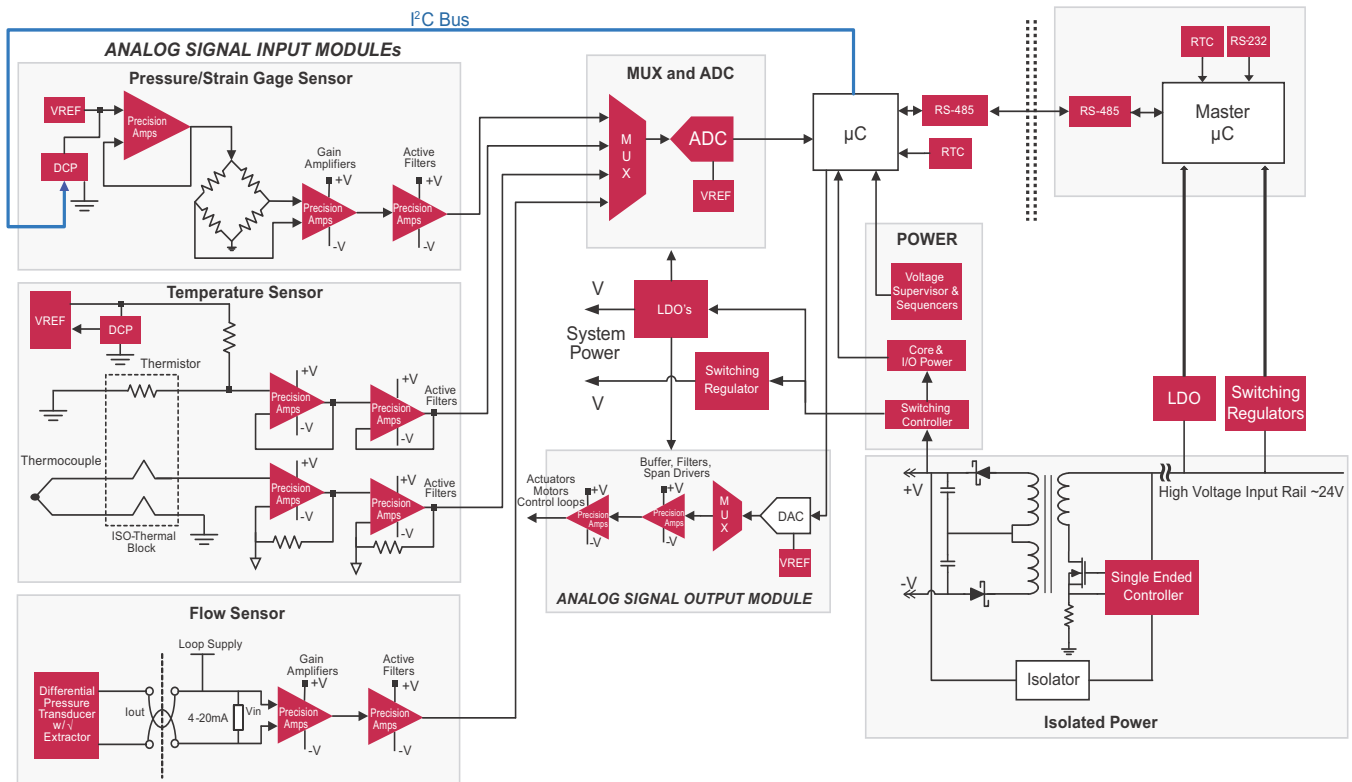 I²C Bus
ANALOG SIGNAL INPUT MODULEs
Pressure/Strain Gage Sensor
VREF
Precision
Amps
DCP
Gain
Amplifiers
+V
Precision
Amps
-V
Active
Filters
+V
Precision
Amps
-V
Temperature Sensor
VREF
DCP
Thermistor
+V
Precision
Amps
-V
+V
Precision
Amps
-V
Active
Filters
Thermocouple
+V
Precision
Amps
-V
+V
Precision
Amps
-V
Active
Filters
ISO-Thermal
Block
Flow Sensor
Loop Supply
Differential
Pressure
Transducer
w/√
Extractor
Iout
4-20mA
Vin
Gain
Amplifiers
+V
Precision
Amps
-V
Active
Filters
+V
Precision
Amps
-V
MUX and ADC
M
U
X
ADC
VREF
µC
RS-485
RTC
RS-485
RTC
RS-232
Master
µC
V
LDO's
System
Power
Switching
Regulator
V
POWER
Voltage
Supervisor &
Sequencers
Core &
I/O Power
Switching
Controller
LDO
Switching
Regulators
Buffer, Filters,
Span Drivers
Actuators
Motors
Control loops
+V
Precision
Amps
-V
+V
Precision
Amps
-V
M
U
X
DAC
VREF
ANALOG SIGNAL OUTPUT MODULE
+V
-V
High Voltage Input Rail ~24V
Single Ended
Controller
Isolator
Isolated Power